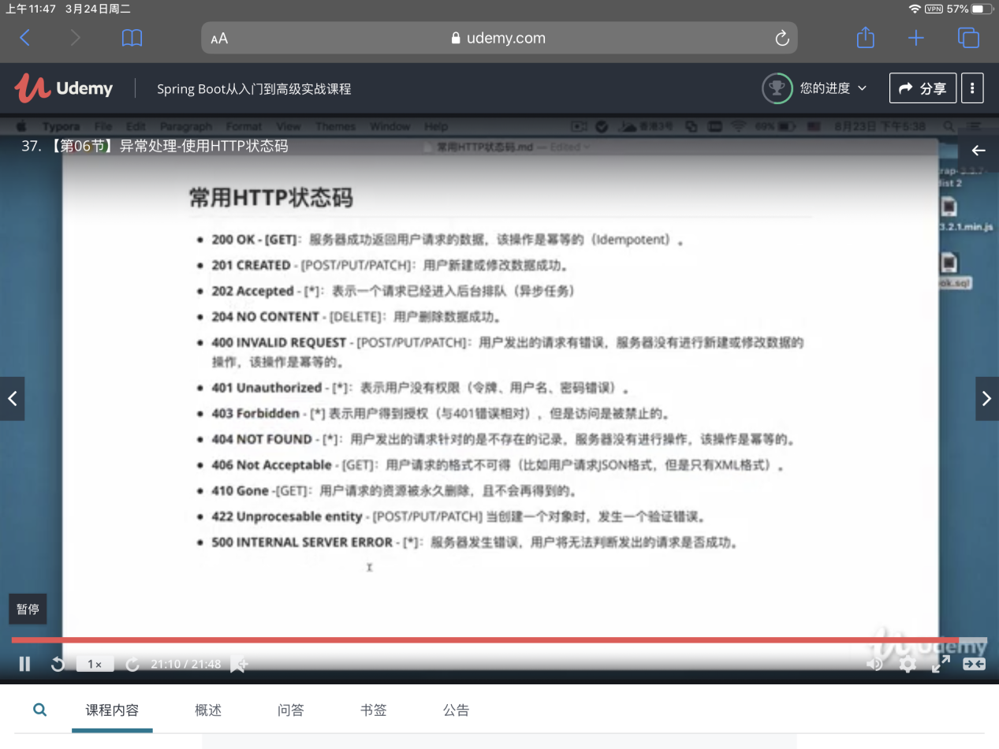 上午11:47 3月24日周二
VPN 57%
AA udemy.com
Udemy Spring Boot从入门到高级实战课程 您的进度 分享
Typora File Edit Paragraph Format View Themes Window Help 香港3号 69% 8月23日 下午5:38
37. 【第06节】异常处理-使用HTTP状态码
常用HTTP状态码.md — Edited
rap-3.3.7-
dist 2
3.2.1.min.js
ok.sql
常用HTTP状态码
• 200 OK - [GET]：服务器成功返回用户请求的数据，该操作是幂等的（Idempotent）。
• 201 CREATED - [POST/PUT/PATCH]：用户新建或修改数据成功。
• 202 Accepted - [*]：表示一个请求已经进入后台排队（异步任务）
• 204 NO CONTENT - [DELETE]：用户删除数据成功。
• 400 INVALID REQUEST - [POST/PUT/PATCH]：用户发出的请求有错误，服务器没有进行新建或修改数据的
操作，该操作是幂等的。
• 401 Unauthorized - [*]：表示用户没有权限（令牌、用户名、密码错误）。
• 403 Forbidden - [*] 表示用户得到授权（与401错误相对），但是访问是被禁止的。
• 404 NOT FOUND - [*]：用户发出的请求针对的是不存在的记录，服务器没有进行操作，该操作是幂等的。
• 406 Not Acceptable - [GET]：用户请求的格式不可得（比如用户请求JSON格式，但是只有XML格式）。
• 410 Gone -[GET]：用户请求的资源被永久删除，且不会再得到的。
• 422 Unprocesable entity - [POST/PUT/PATCH] 当创建一个对象时，发生一个验证错误。
• 500 INTERNAL SERVER ERROR - [*]：服务器发生错误，用户将无法判断发出的请求是否成功。
暂停
Udemy
1× 21:10 / 21:48
课程内容 概述 问答 书签 公告